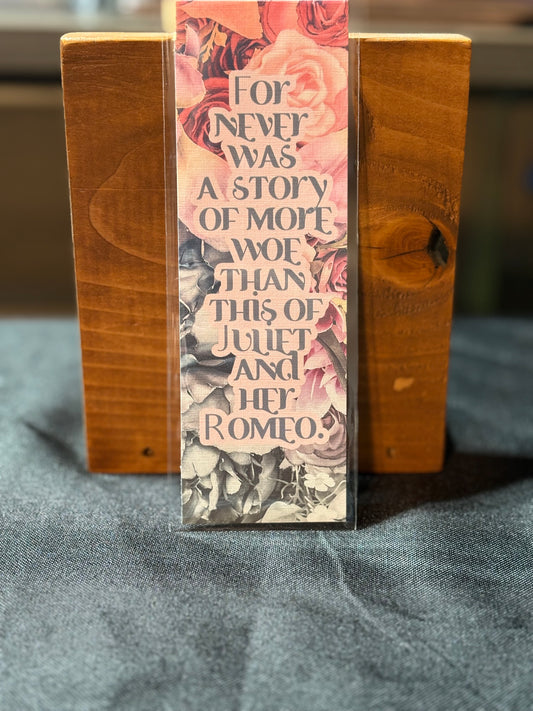 For
never
was
a story
of more
woe
than
this of
Juliet
and
her
Romeo.